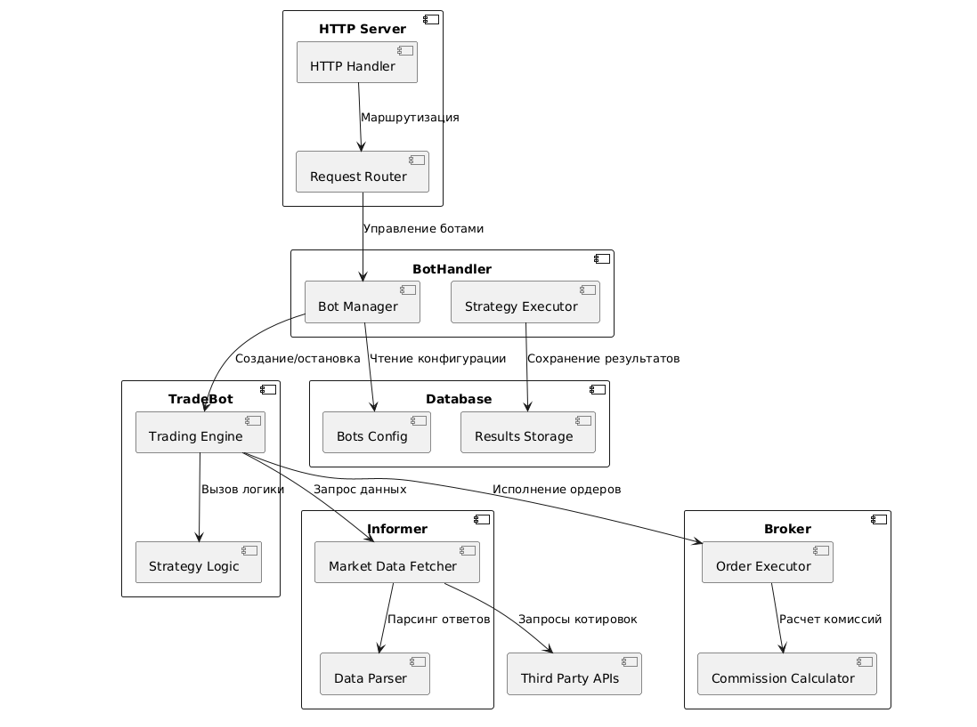 HTTP Server
HTTP Handler
Маршрутизация
Request Router
Управление ботами
BotHandler
Bot Manager
Strategy Executor
Создание/остановка
Чтение конфигурации
Сохранение результатов
TradeBot
Database
Trading Engine
Bots Config
Results Storage
Вызов логики
Запрос данных
Исполнение ордеров
Informer
Broker
Strategy Logic
Market Data Fetcher
Order Executor
Парсинг ответов
Запросы котировок
Расчет комиссий
Data Parser
Third Party APIs
Commission Calculator